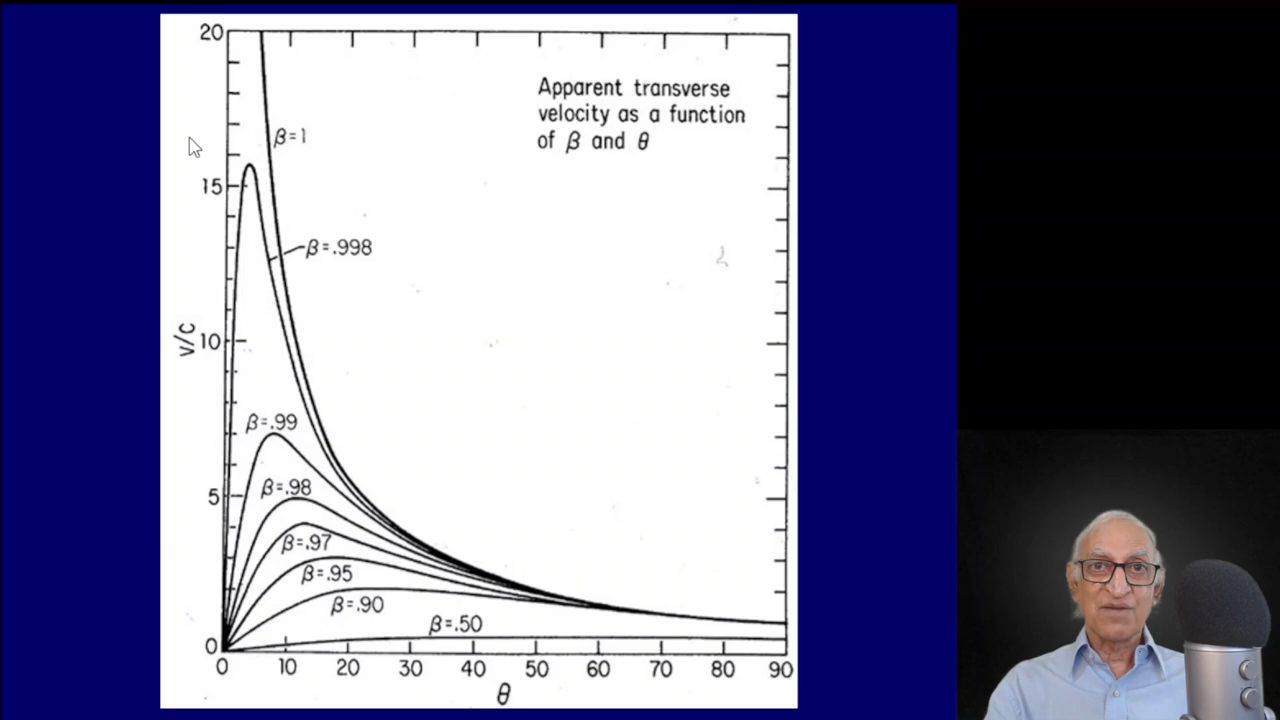 20
15
10
5
0
v/c
Apparent transverse
velocity as a function
of β and θ
β=1
β=.998
β=.99
β=.98
β=.97
β=.95
β=.90
β=.50
0 10 20 30 40 50 60 70 80 90
θ